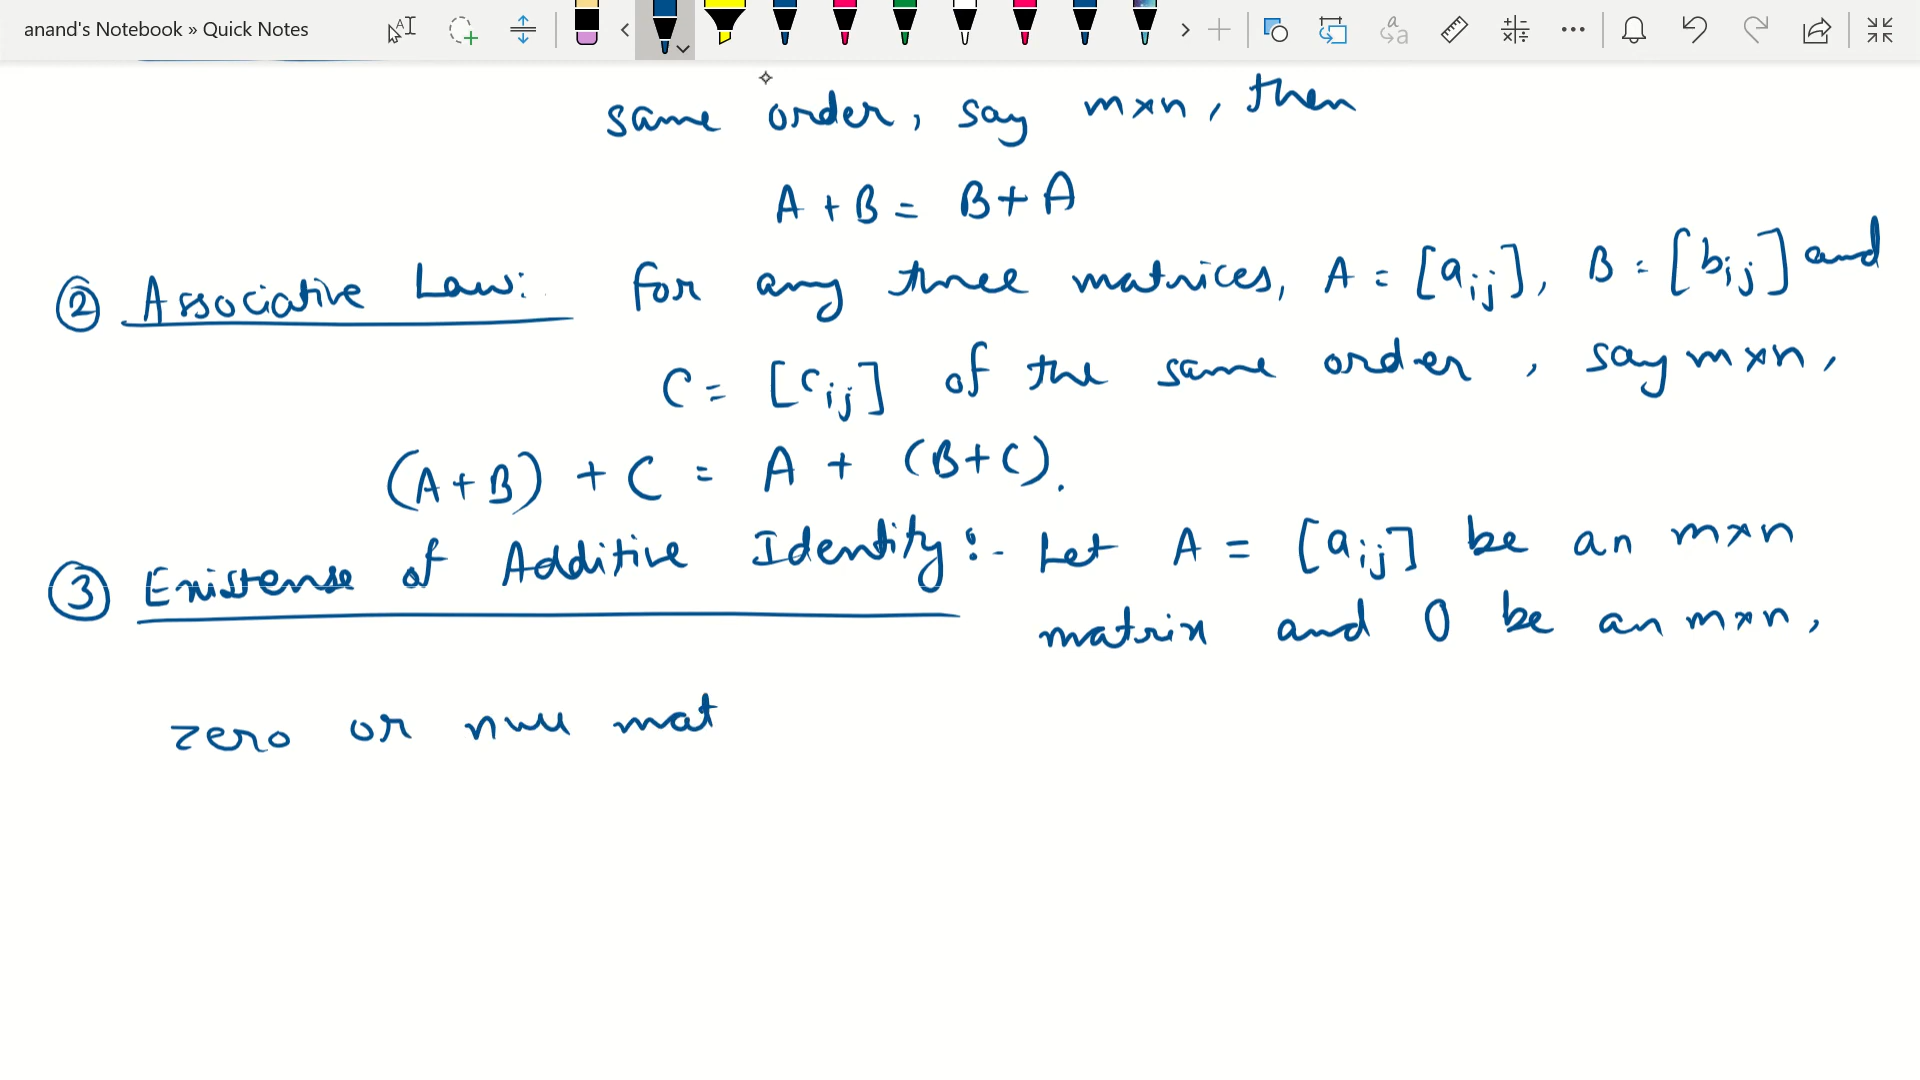 anand's Notebook » Quick Notes
same order, say m×n, then
A + B = B + A
② Associative Law: for any three matrices, A = [aij], B = [bij] and
C = [cij] of the same order, say m×n,
(A+B) + C = A + (B+C).
③ Existense of Additive Identity:- Let A = [aij] be an m×n
matrix and O be an m×n,
zero or null mat